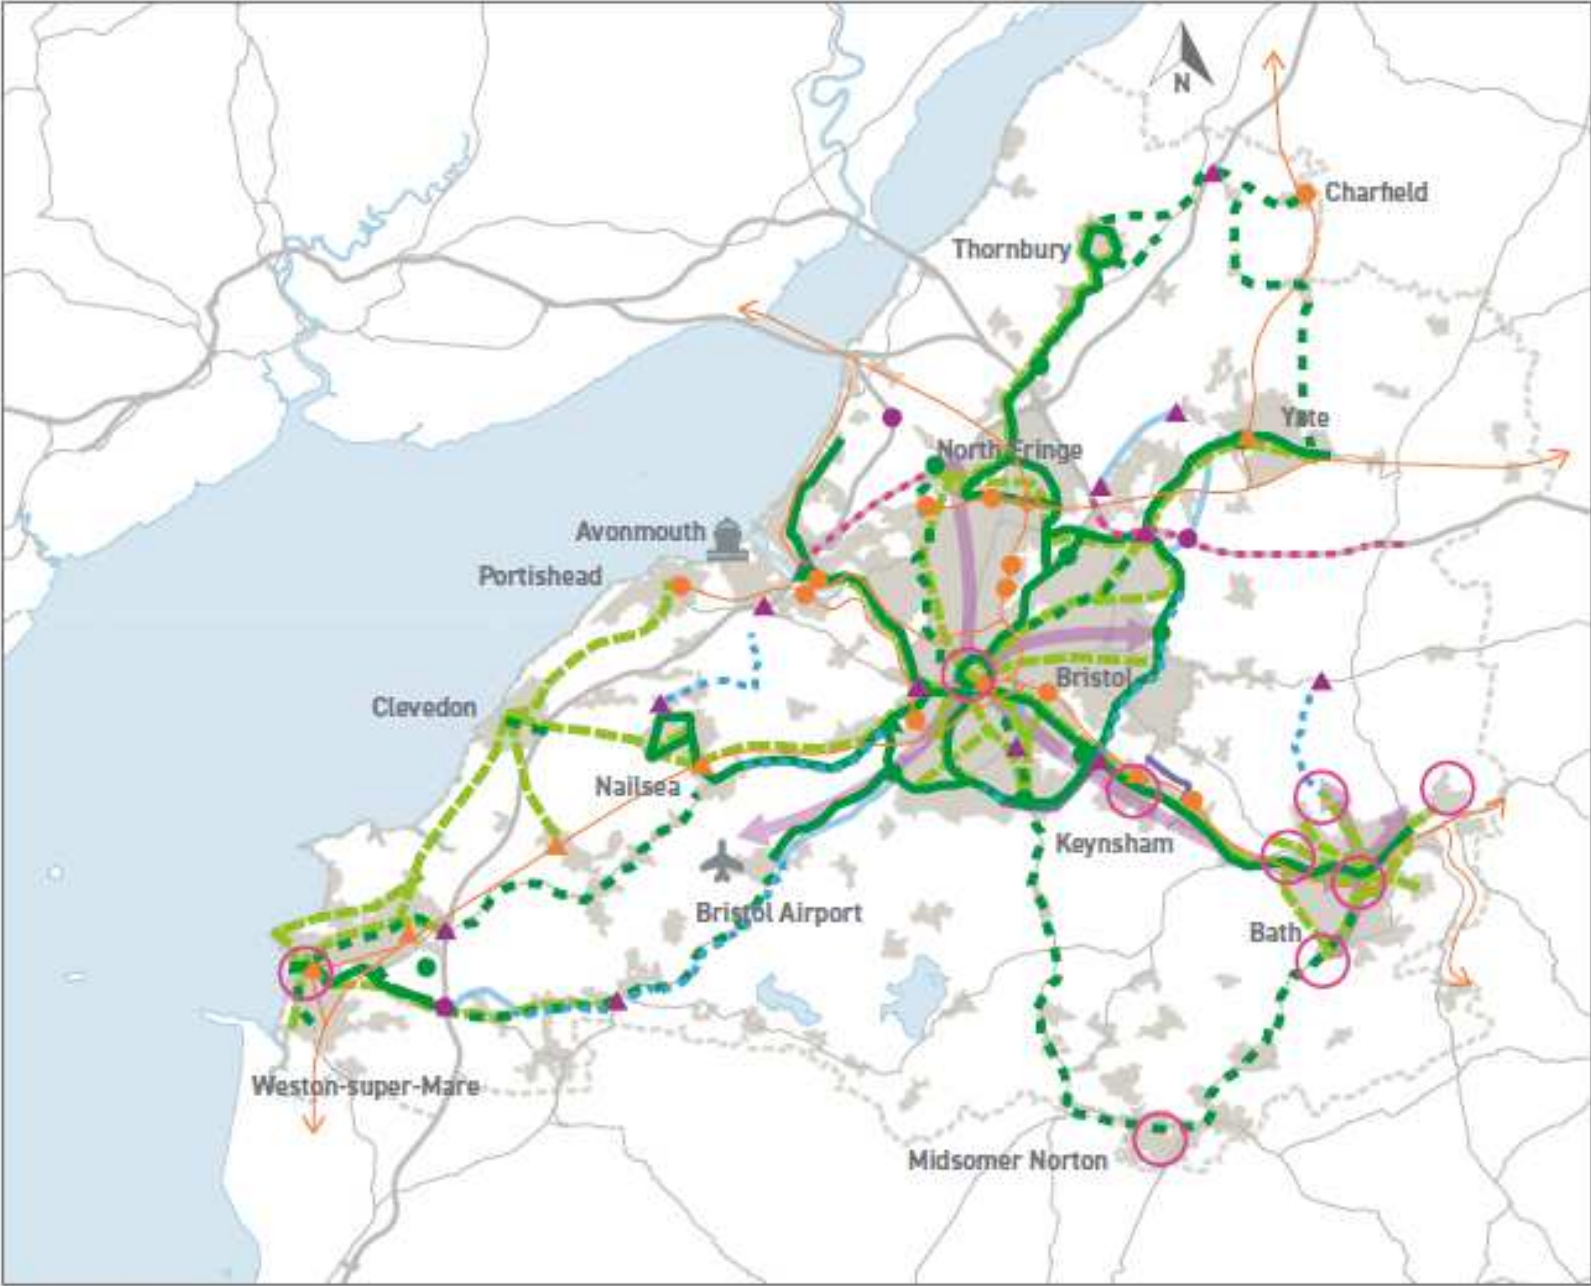 N
Charfield
Thornbury
Yate
North Fringe
Avonmouth
Portishead
Bristol
Clevedon
Nailsea
Keynsham
Bristol Airport
Bath
Weston-super-Mare
Midsomer Norton